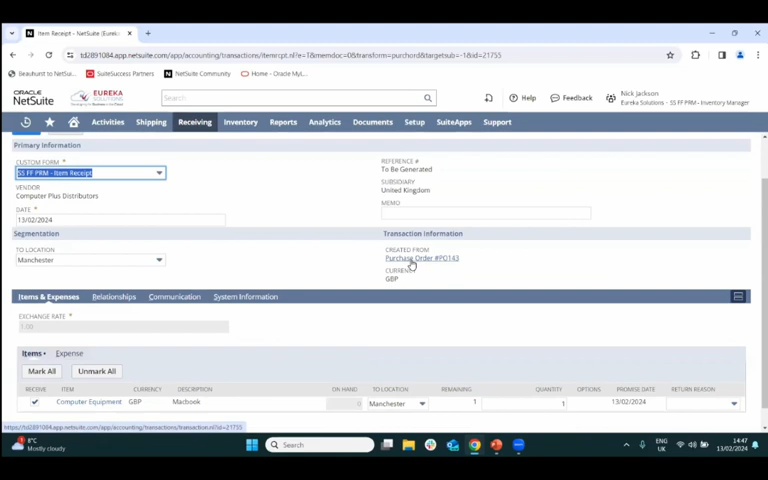 Item Receipt - NetSuite (Eureka
td2891084.app.netsuite.com/app/accounting/transactions/itemrcpt.nl?e=T&memdoc=0&transform=purchord&targetsub=-1&id=21755
Beauhurst to NetSui...
SuiteSuccess Partners
NetSuite Community
Home - Oracle MyL...
ORACLE
NetSuite
EUREKA
SOLUTIONS
Search
Help
Feedback
Nick Jackson
Eureka Solutions - SS FF PRM - Inventory Manager
Activities
Shipping
Receiving
Inventory
Reports
Analytics
Documents
Setup
SuiteApps
Support
Primary Information
CUSTOM FORM *
SS FF PRM - Item Receipt
VENDOR
Computer Plus Distributors
DATE *
13/02/2024
REFERENCE #
To Be Generated
SUBSIDIARY
United Kingdom
MEMO
Segmentation
TO LOCATION
Manchester
Transaction Information
CREATED FROM
Purchase Order #PO143
CURRENCY
GBP
Items & Expenses
Relationships
Communication
System Information
EXCHANGE RATE *
1.00
Items •
Expense
Mark All
Unmark All
RECEIVE ITEM CURRENCY DESCRIPTION ON HAND TO LOCATION REMAINING QUANTITY OPTIONS PROMISE DATE RETURN REASON
Computer Equipment GBP Macbook 0 Manchester 1 1 13/02/2024
https://td2891084.app.netsuite.com/app/accounting/transactions/transaction.nl?id=21755
8°C
Mostly cloudy
Search
ENG
UK
14:47
13/02/2024